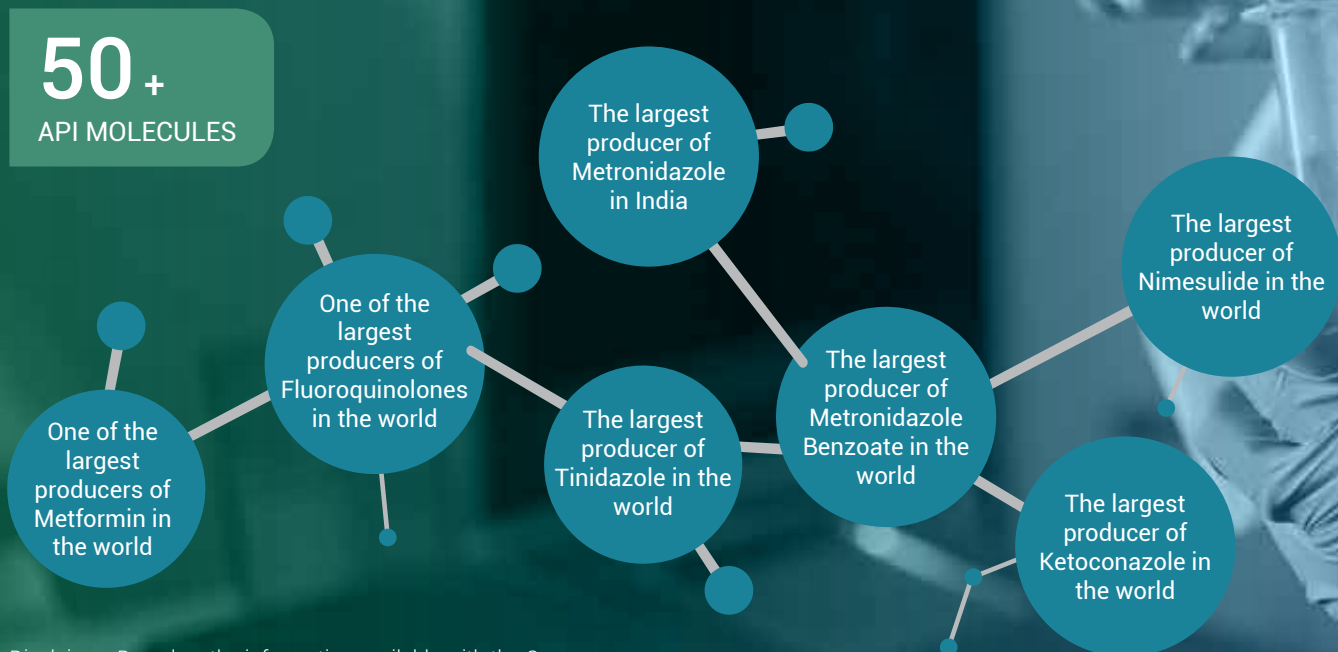 50 +
API MOLECULES
The largest
producer of
Metronidazole
in India
The largest
producer of
Nimesulide in the
world
One of the
largest
producers of
Fluoroquinolones
in the world
The largest
producer of
Metronidazole
Benzoate in the
world
The largest
producer of
Tinidazole in the
world
One of the
largest
producers of
Metformin in
the world
The largest
producer of
Ketoconazole in
the world